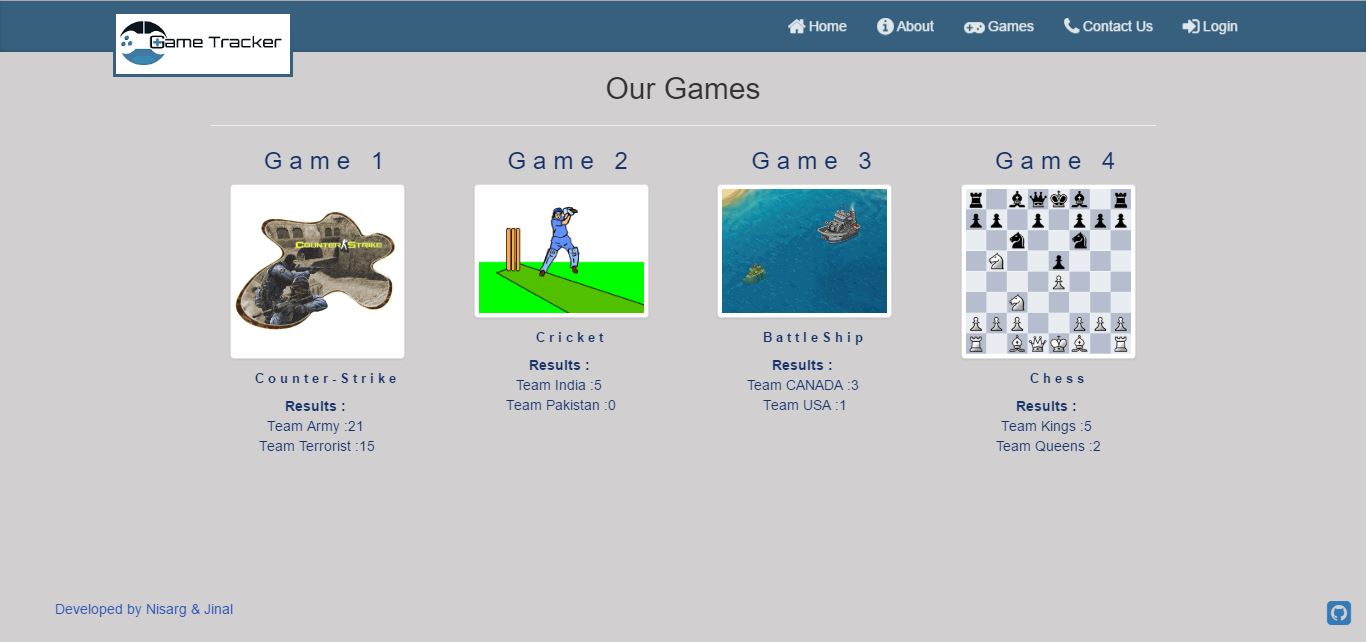 Game Tracker
Home About Games Contact Us Login
Our Games
Game 1
COUNTER STRIKE
Counter-Strike
Results :
Team Army :21
Team Terrorist :15
Game 2
Cricket
Results :
Team India :5
Team Pakistan :0
Game 3
BattleShip
Results :
Team CANADA :3
Team USA :1
Game 4
Chess
Results :
Team Kings :5
Team Queens :2
Developed by Nisarg & Jinal